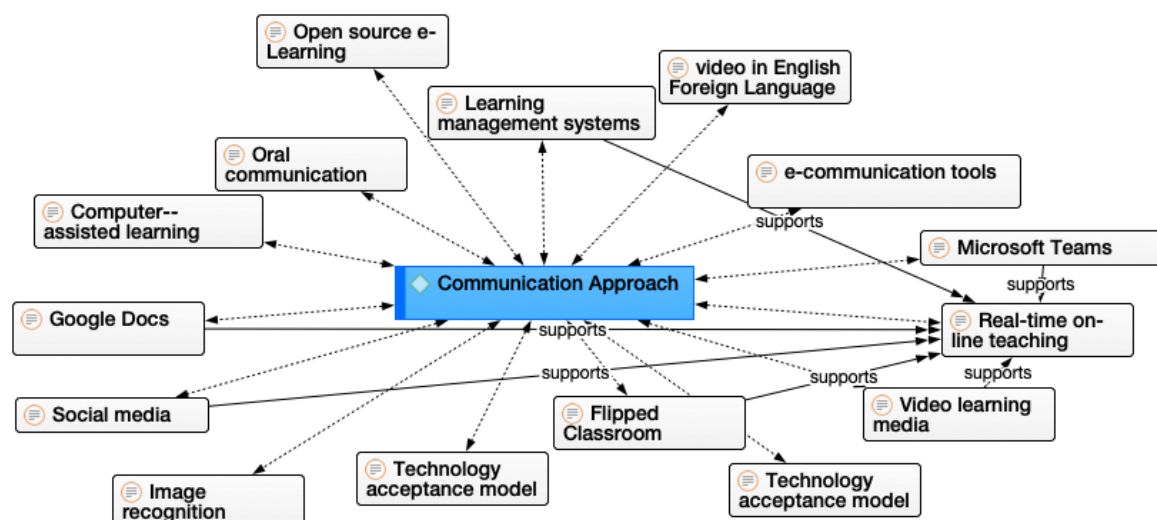 Open source e-
Learning
video in English
Foreign Language
Learning
management systems
Oral
communication
e-communication tools
supports
Computer--
assisted learning
Microsoft Teams
supports
Communication Approach
Google Docs
supports
Real-time on-
line teaching
supports
supports
supports
Social media
Flipped
Classroom
Video learning
media
Technology
acceptance model
Technology
acceptance model
Image
recognition